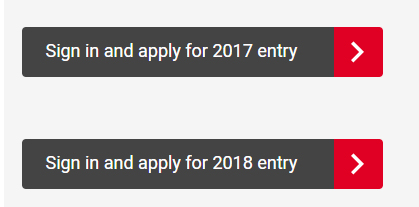 Sign in and apply for 2017 entry
Sign in and apply for 2018 entry